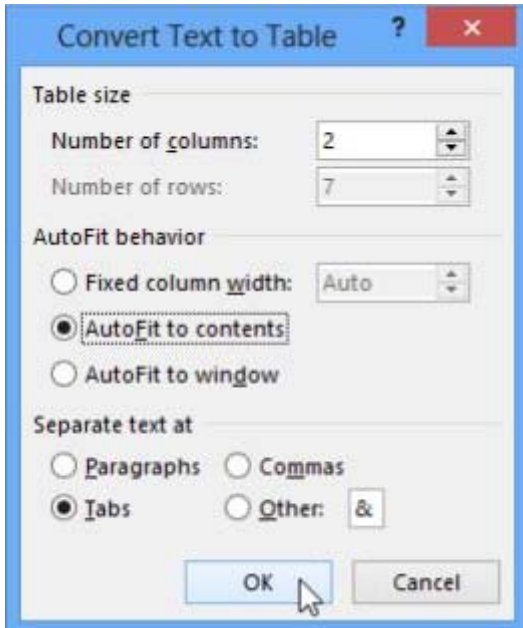 Convert Text to Table ?
Table size
Number of columns: 2
Number of rows: 7
AutoFit behavior
Fixed column width: Auto
AutoFit to contents
AutoFit to window
Separate text at
Paragraphs Commas
Tabs Other: &
OK Cancel